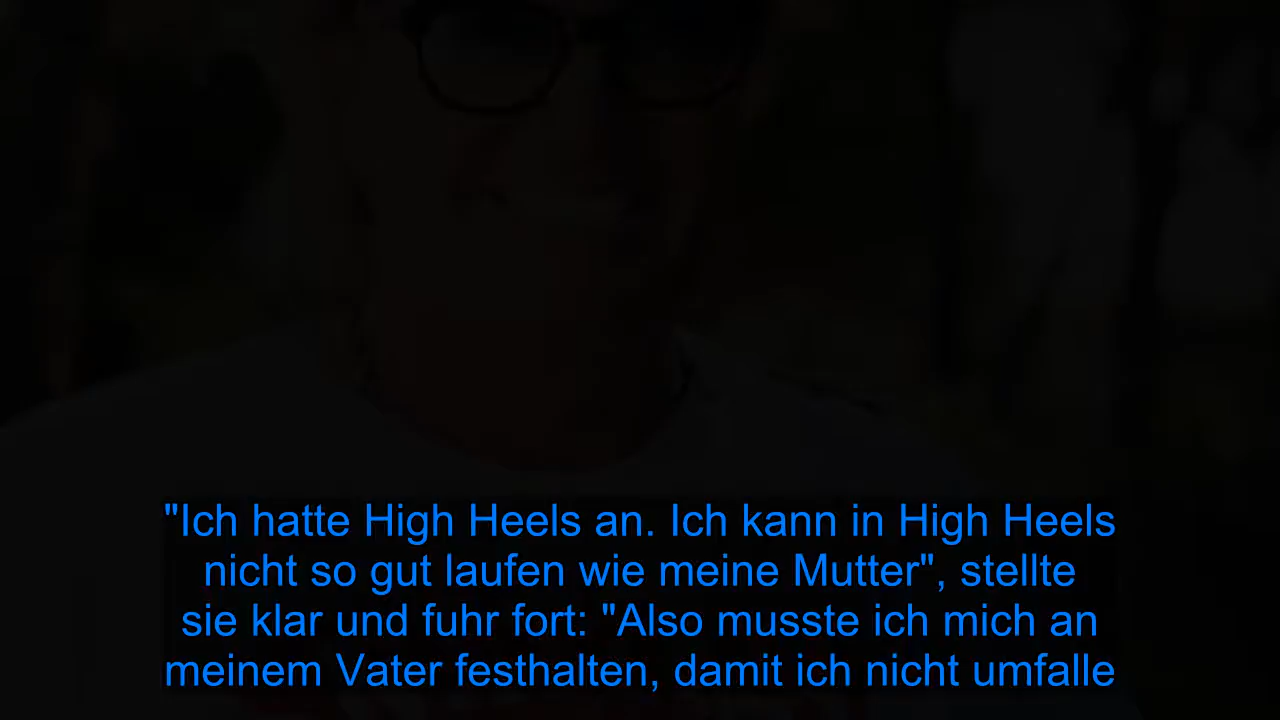 "Ich hatte High Heels an. Ich kann in High Heels
nicht so gut laufen wie meine Mutter", stellte
sie klar und fuhr fort: "Also musste ich mich an
meinem Vater festhalten, damit ich nicht umfalle